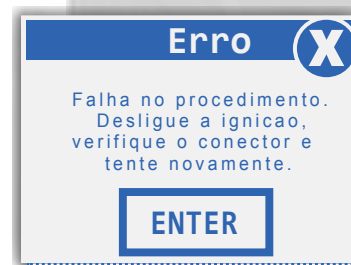 Erro
X
Falha no procedimento.
Desligue a ignicao,
verifique o conector e
tente novamente.
ENTER